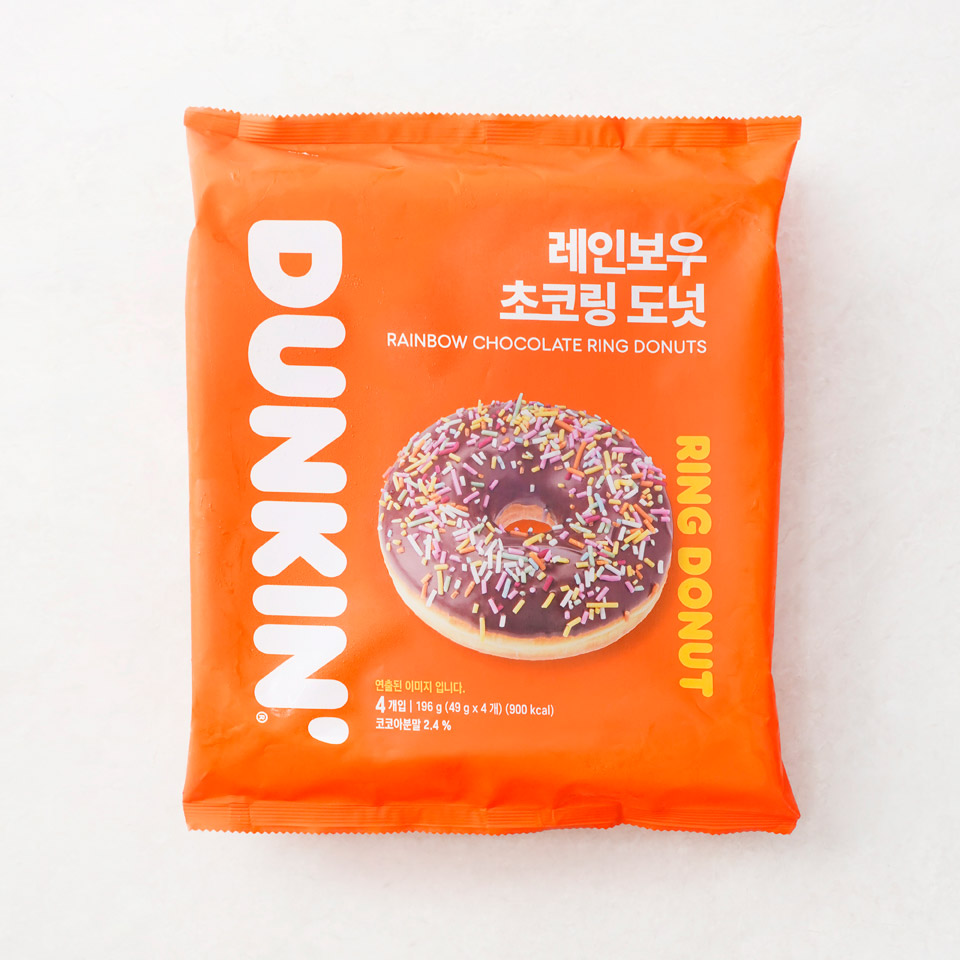 DUNKIN'
®
레인보우
초코링 도넛
RAINBOW CHOCOLATE RING DONUTS
RING DONUT
연출된 이미지 입니다.
4개입 | 196 g (49 g x 4 개) (900 kcal)
코코아분말 2.4 %